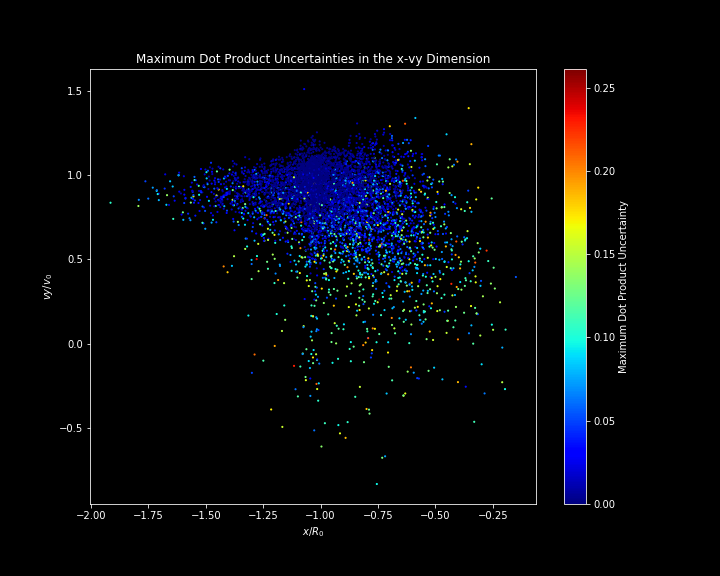 Maximum Dot Product Uncertainties in the x-vy Dimension
1.5
1.0
0.5
0.0
−0.5
vy/v₀
−2.00 −1.75 −1.50 −1.25 −1.00 −0.75 −0.50 −0.25
x/R₀
0.25
0.20
0.15
0.10
0.05
0.00
Maximum Dot Product Uncertainty